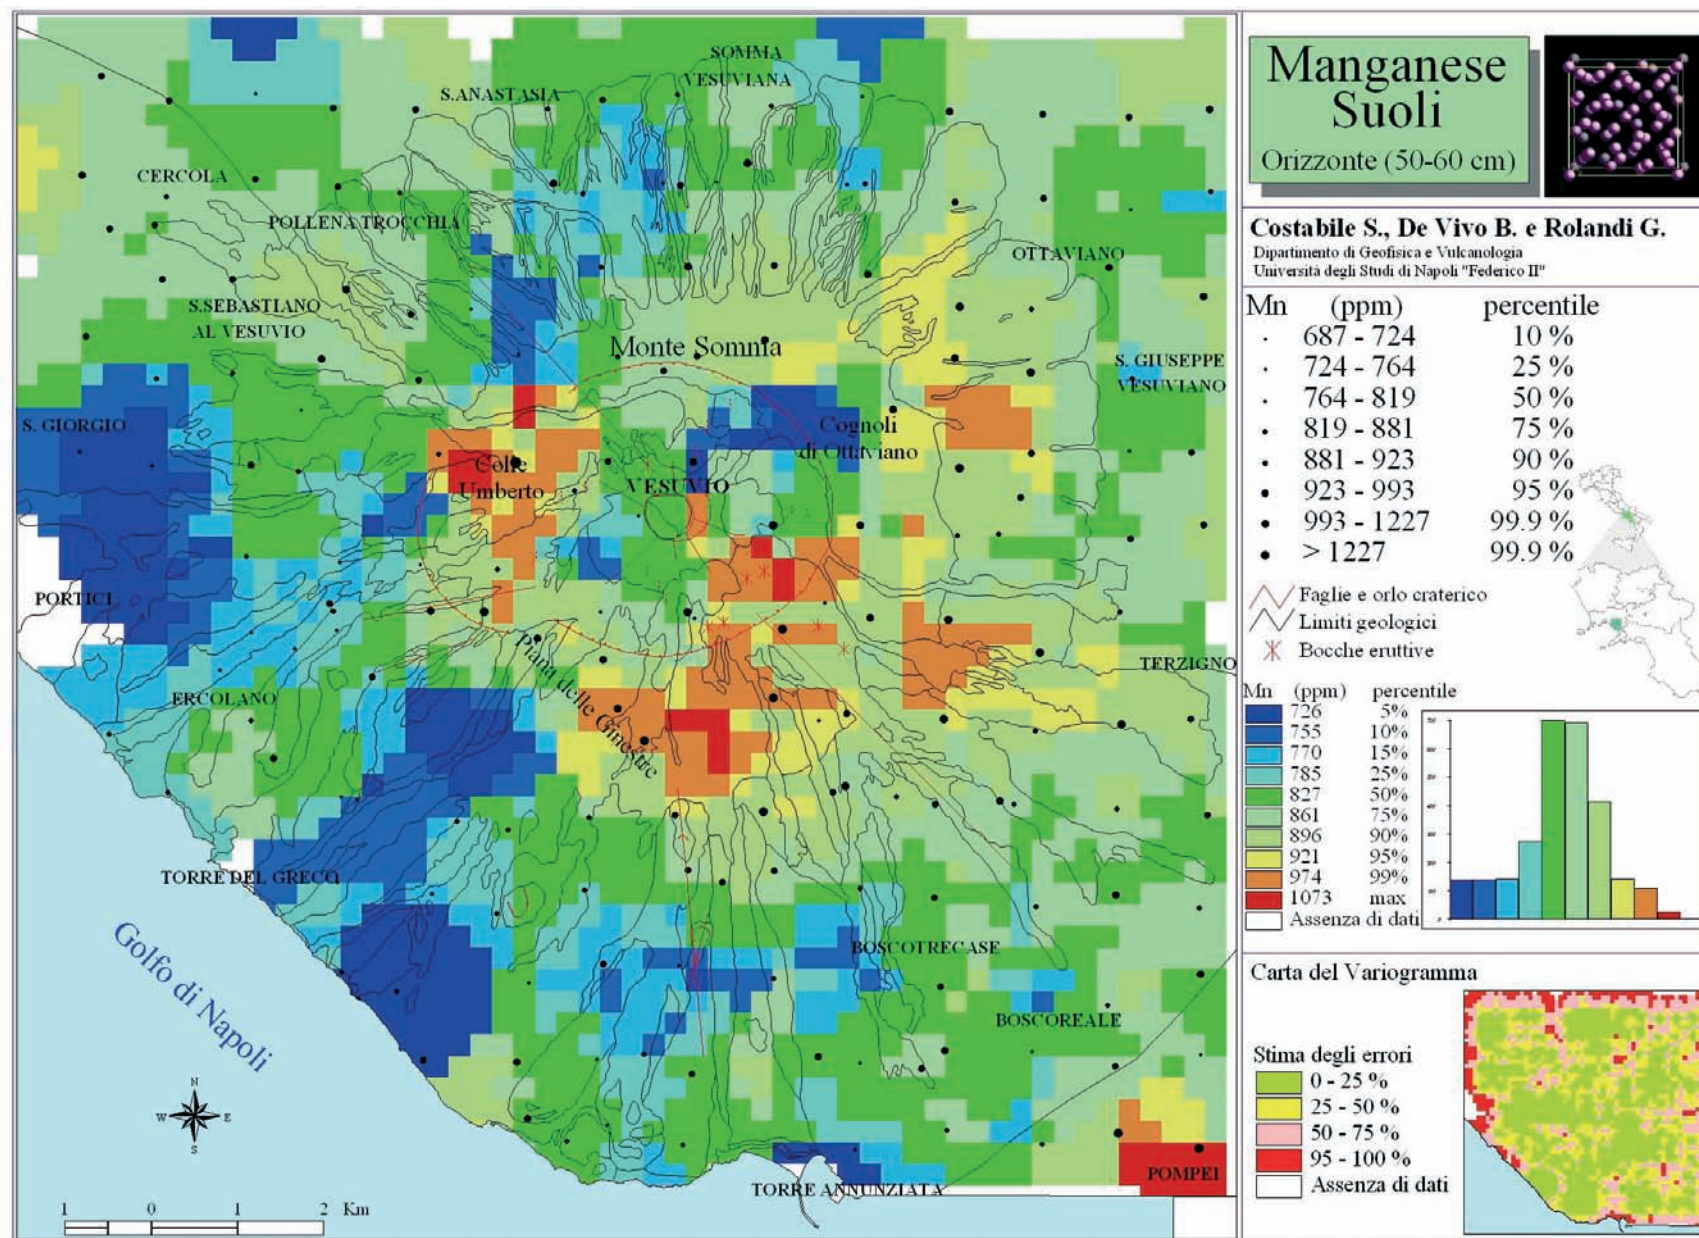 SOMMA
VESUVIANA
S.ANASTASIA
CERCOLA
POLLENA TROCCHIA
OTTAVIANO
S.SEBASTIANO
AL VESUVIO
Monte Somma
S. GIUSEPPE
VESUVIANO
S. GIORGIO
Cognoli
di Ottaviano
Colle
Umberto
VESUVIO
PORTICI
Piana delle Ginestre
TERZIGNO
ERCOLANO
TORRE DEL GRECO
BOSCOTRECASE
Golfo di Napoli
BOSCOREALE
N
W E
S
POMPEI
TORRE ANNUNZIATA
1 0 1 2 Km
Manganese
Suoli
Orizzonte (50-60 cm)
Costabile S., De Vivo B. e Rolandi G.
Dipartimento di Geofisica e Vulcanologia
Università degli Studi di Napoli "Federico II"
Mn (ppm) percentile
687 - 724 10 %
724 - 764 25 %
764 - 819 50 %
819 - 881 75 %
881 - 923 90 %
923 - 993 95 %
993 - 1227 99.9 %
> 1227 99.9 %
Faglie e orlo craterico
Limiti geologici
Bocche eruttive
Mn (ppm) percentile
726 5%
755 10%
770 15%
785 25%
827 50%
861 75%
896 90%
921 95%
974 99%
1073 max
Assenza di dati
Carta del Variogramma
Stima degli errori
0 - 25 %
25 - 50 %
50 - 75 %
95 - 100 %
Assenza di dati